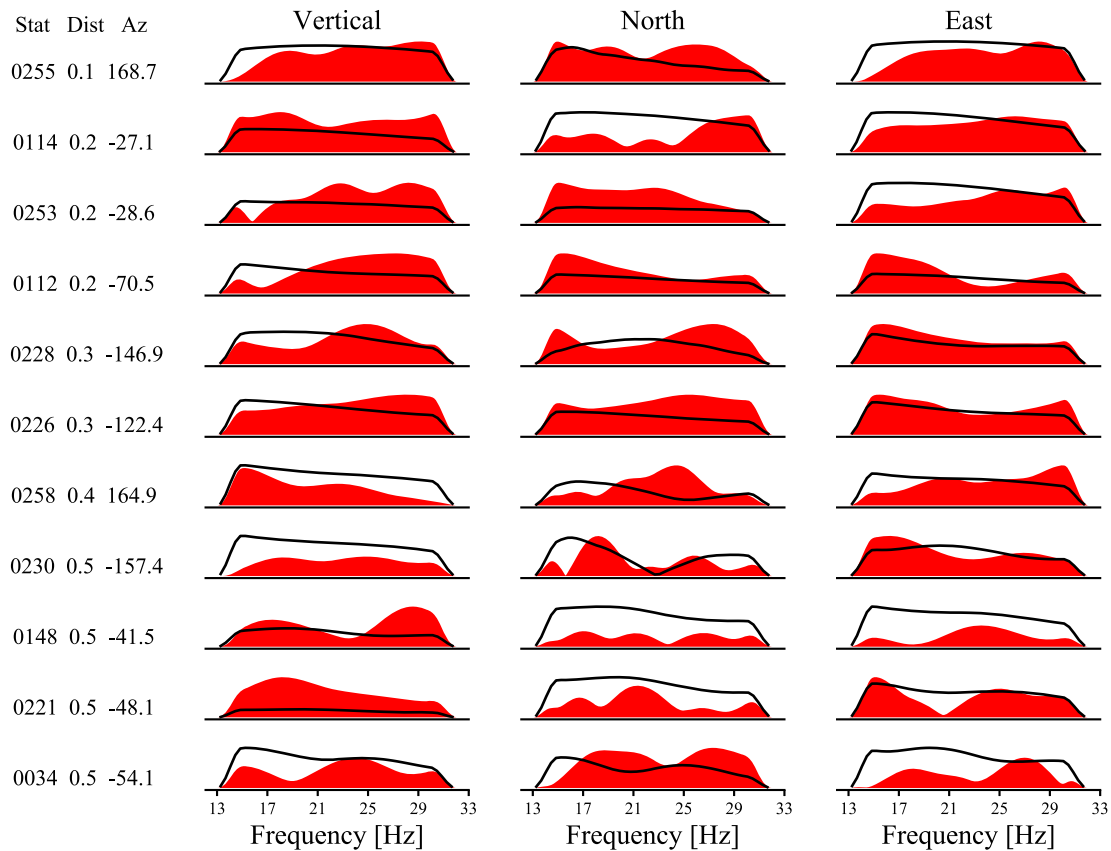 Stat Dist Az Vertical North East
0255 0.1 168.7
0114 0.2 -27.1
0253 0.2 -28.6
0112 0.2 -70.5
0228 0.3 -146.9
0226 0.3 -122.4
0258 0.4 164.9
0230 0.5 -157.4
0148 0.5 -41.5
0221 0.5 -48.1
0034 0.5 -54.1
13 17 21 25 29 33 13 17 21 25 29 33 13 17 21 25 29 33
Frequency [Hz] Frequency [Hz] Frequency [Hz]